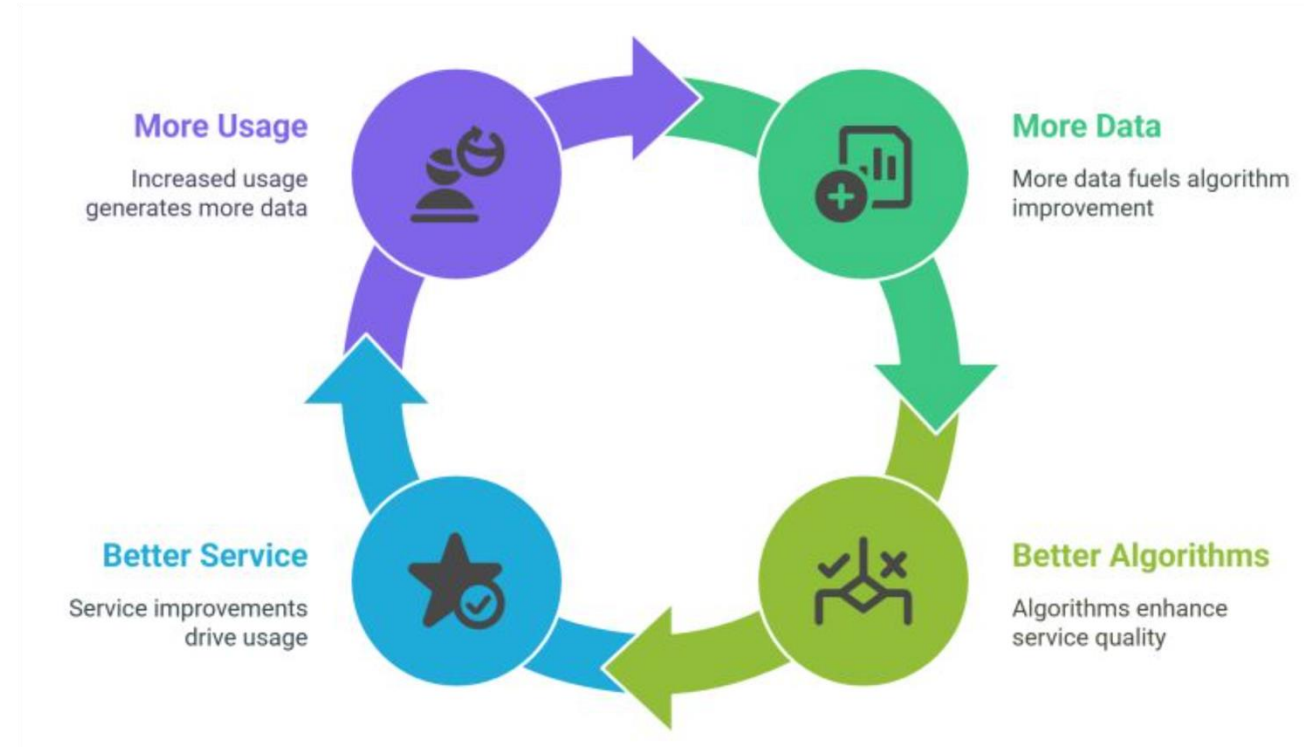 More Usage
Increased usage
generates more data
More Data
More data fuels algorithm
improvement
Better Service
Service improvements
drive usage
Better Algorithms
Algorithms enhance
service quality